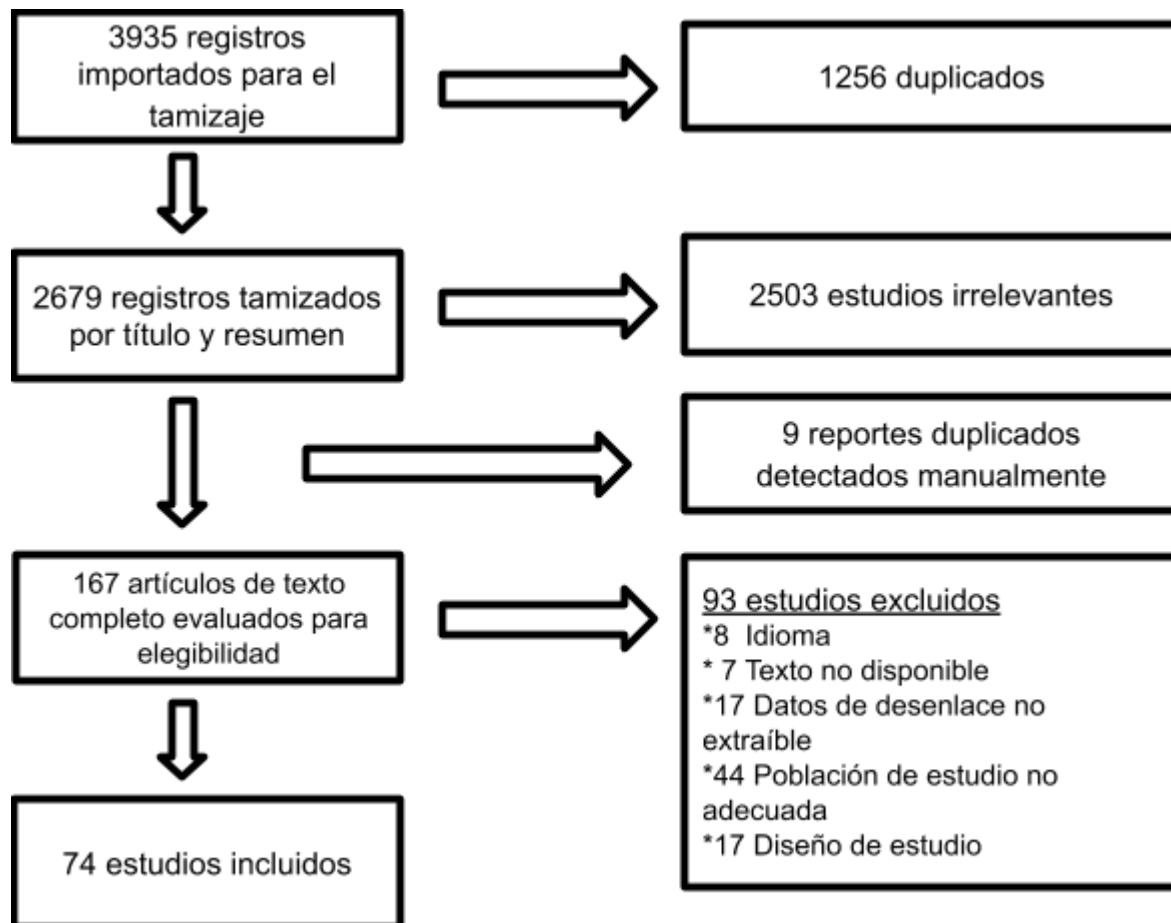 3935 registros
importados para el
tamizaje
1256 duplicados
2679 registros tamizados
por título y resumen
2503 estudios irrelevantes
9 reportes duplicados
detectados manualmente
167 artículos de texto
completo evaluados para
elegibilidad
93 estudios excluidos
*8 Idioma
* 7 Texto no disponible
*17 Datos de desenlace no
extraíble
*44 Población de estudio no
adecuada
*17 Diseño de estudio
74 estudios incluidos